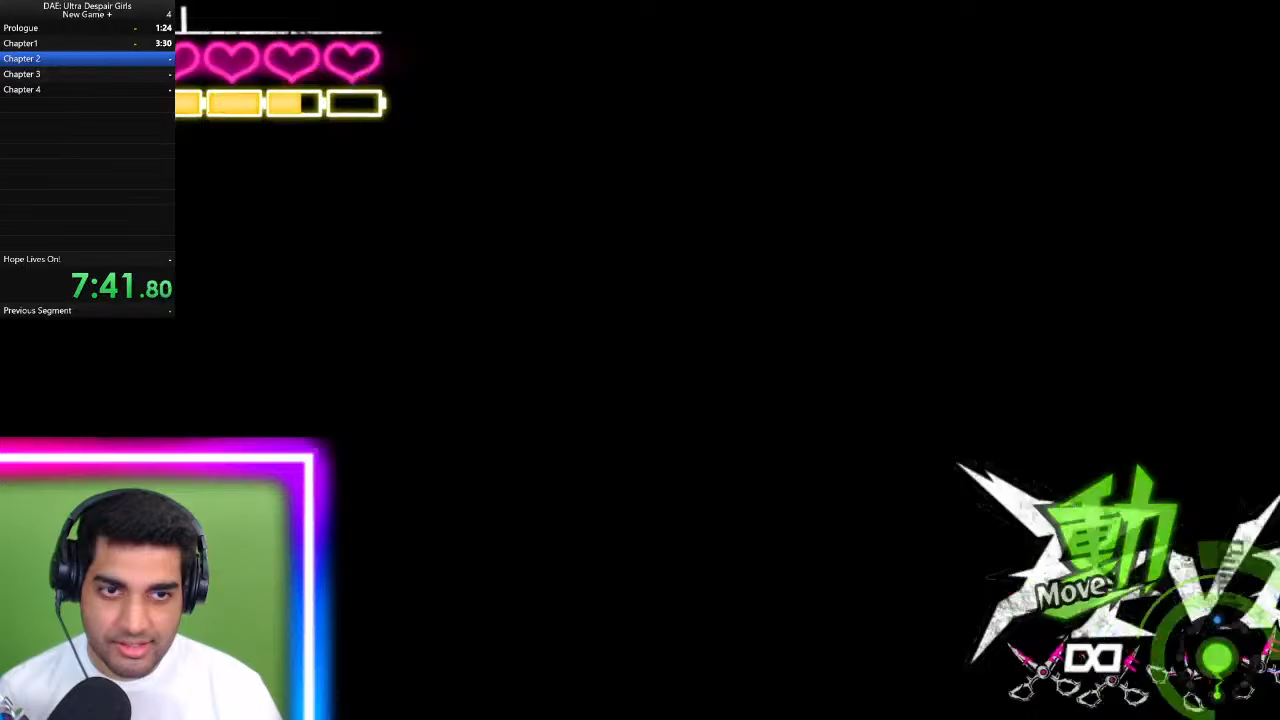 DAE: Ultra Despair Girls
New Game + 4
Prologue - 1:24
Chapter1 - 3:30
Chapter 2 -
Chapter 3 -
Chapter 4 -
Hope Lives On! -
7:41.80
Previous Segment -
動
Move